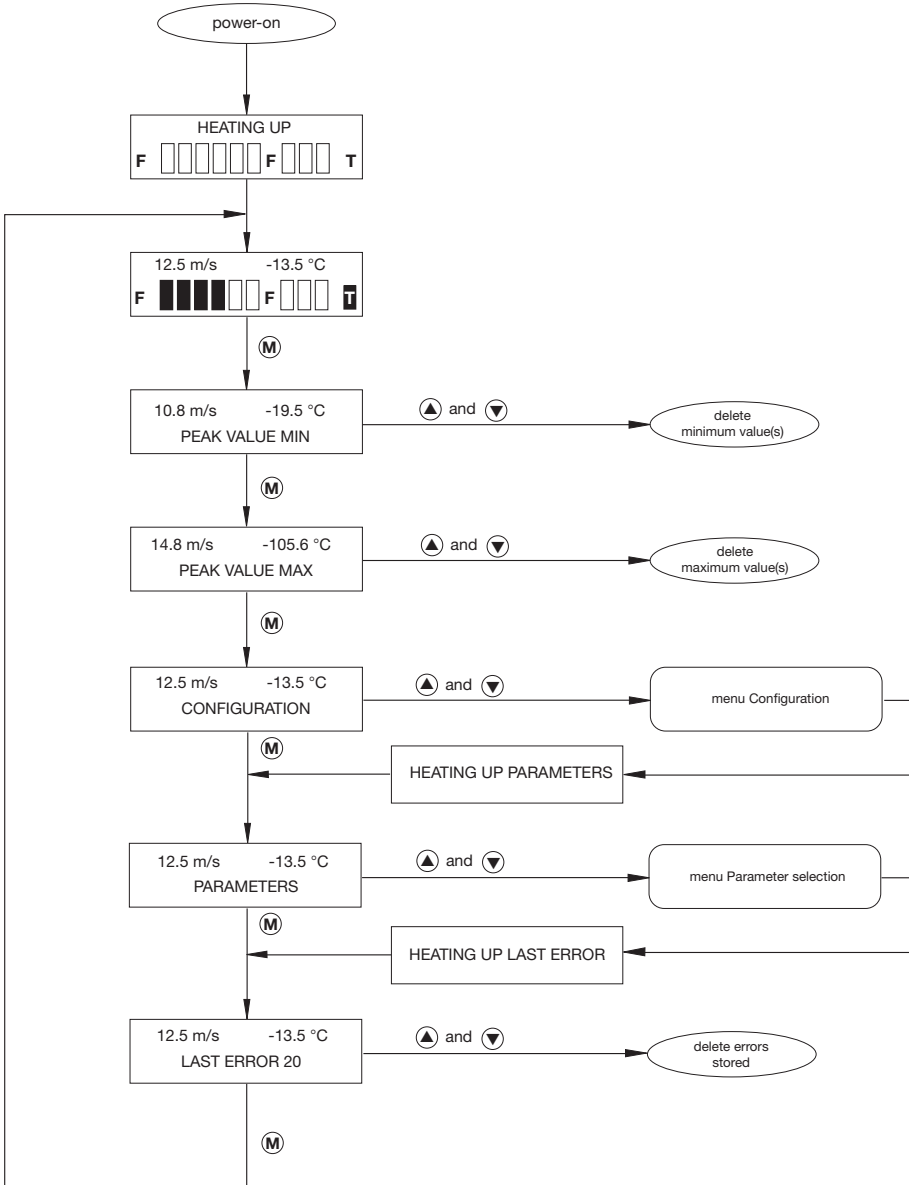 power-on
HEATING UP
F F T
12.5 m/s -13.5 °C
F F T
M
10.8 m/s -19.5 °C
PEAK VALUE MIN
▲ and ▼
delete
minimum value(s)
M
14.8 m/s -105.6 °C
PEAK VALUE MAX
▲ and ▼
delete
maximum value(s)
M
12.5 m/s -13.5 °C
CONFIGURATION
▲ and ▼
menu Configuration
M
HEATING UP PARAMETERS
12.5 m/s -13.5 °C
PARAMETERS
▲ and ▼
menu Parameter selection
M
HEATING UP LAST ERROR
12.5 m/s -13.5 °C
LAST ERROR 20
▲ and ▼
delete errors
stored
M